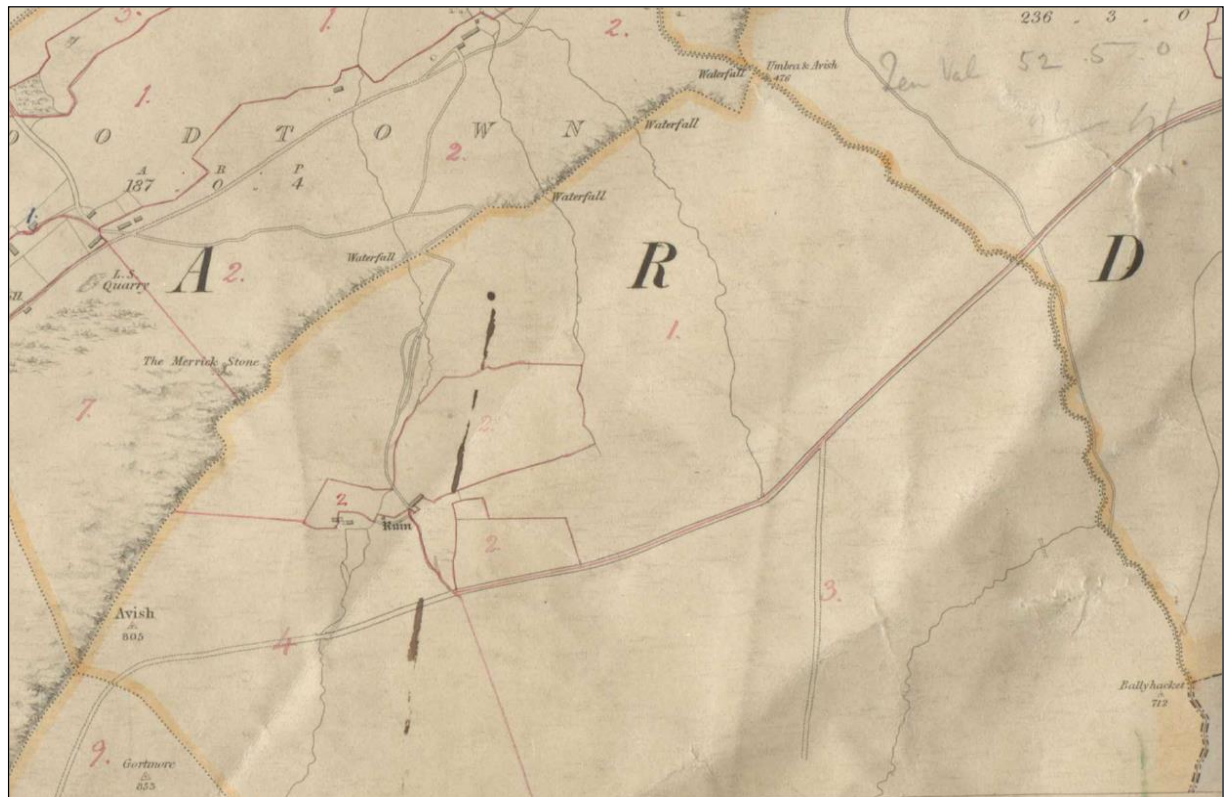 3.
1.
2.
236 . 3 . 0
Ten Val 52 . 5 0
Waterfall
Umbra & Avish
476
1.
O O D T O W N
Waterfall
2.
A R P
187 . 0 . 4
Waterfall
1.
A R D
2.
Waterfall
L.S.
Quarry
1.
The Merrick Stone
7.
2.
2
Ruin
2
3.
Avish
805
4
Ballyhacket
712
9.
Gortmore
855